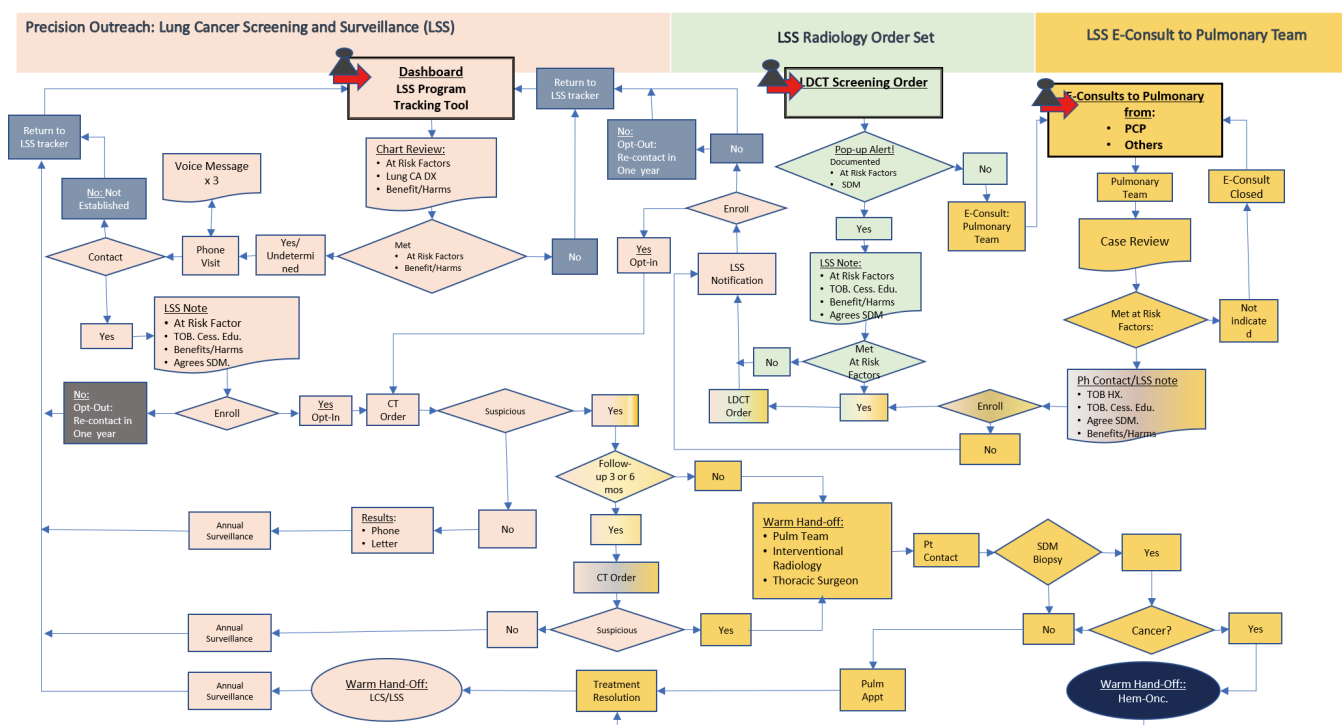 Precision Outreach: Lung Cancer Screening and Surveillance (LSS)
LSS Radiology Order Set
LSS E-Consult to Pulmonary Team
Dashboard
LSS Program
Tracking Tool
Return to
LSS tracker
Return to
LSS tracker
LDCT Screening Order
E-Consults to Pulmonary
from:
• PCP
• Others
Chart Review:
• At Risk Factors
• Lung CA DX
• Benefit/Harms
No:
Opt-Out:
Re-contact in
One year
No
Pop-up Alert!
Documented
• At Risk Factors
• SDM
No
Voice Message
x 3
No: Not
Established
Pulmonary
Team
E-Consult
Closed
Enroll
E-Consult:
Pulmonary
Team
Contact
Phone
Visit
Yes/
Undetermi
ned
Met
• At Risk Factors
• Benefit/Harms
No
Yes
Opt-in
LSS
Notification
Yes
Case Review
LSS Note:
• At Risk Factors
• TOB. Cess. Edu.
• Benefit/Harms
• Agrees SDM
Met at Risk
Factors:
Not
indicate
d
LSS Note
• At Risk Factor
• TOB. Cess. Edu.
• Benefits/Harms
• Agrees SDM.
Yes
No
Met
At Risk
Factors
Ph Contact/LSS note
• TOB HX.
• TOB. Cess. Edu.
• Agree SDM.
• Benefits/Harms
No:
Opt-Out:
Re-contact in
One year
Enroll
Yes
Opt-In
CT
Order
Suspicious
Yes
LDCT
Order
Yes
Enroll
No
Follow-
up 3 or 6
mos
No
Annual
Surveillance
Results:
• Phone
• Letter
No
Yes
Warm Hand-off:
• Pulm Team
• Interventional
Radiology
• Thoracic Surgeon
Pt
Contact
SDM
Biopsy
Yes
CT Order
Annual
Surveillance
No
Suspicious
Yes
No
Cancer?
Yes
Annual
Surveillance
Warm Hand-Off:
LCS/LSS
Treatment
Resolution
Pulm
Appt
Warm Hand-Off::
Hem-Onc.